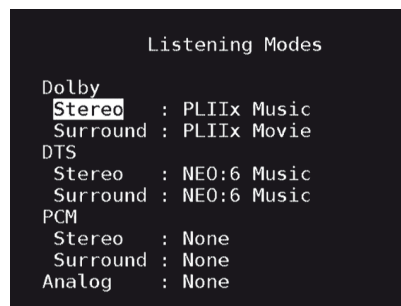 Listening Modes
Dolby
Stereo : PLIIx Music
Surround : PLIIx Movie
DTS
Stereo : NEO:6 Music
Surround : NEO:6 Music
PCM
Stereo : None
Surround : None
Analog : None